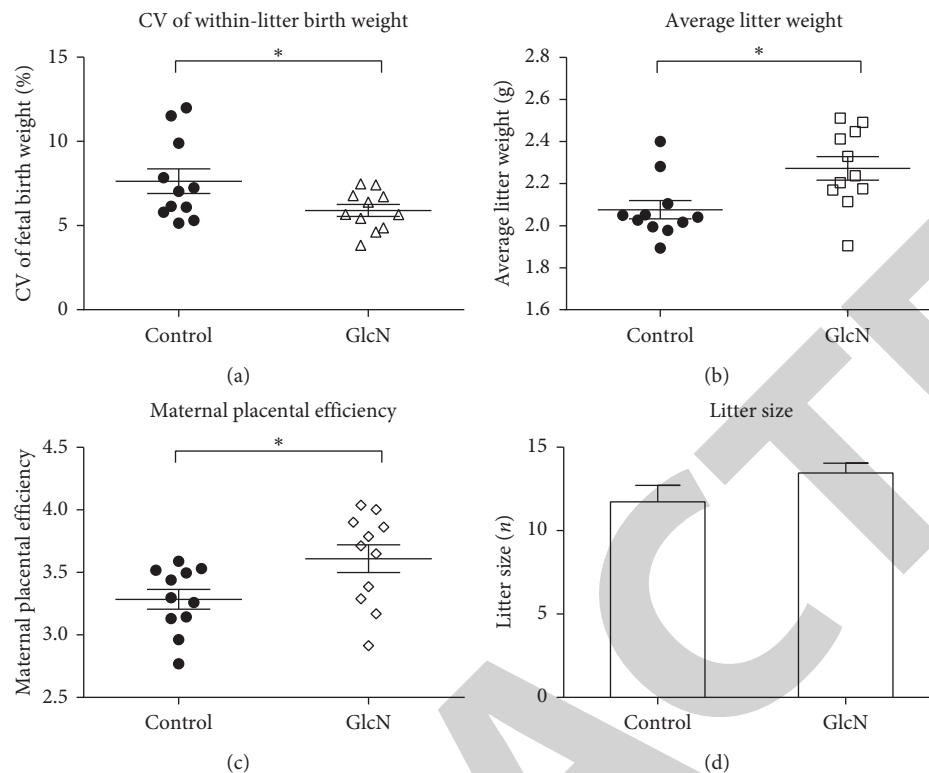 CV of within-litter birth weight
*
CV of fetal birth weight (%)
15
10
5
0
Control
GlcN
(a)
Average litter weight
*
Average litter weight (g)
2.8
2.6
2.4
2.2
2.0
1.8
1.6
Control
GlcN
(b)
Maternal placental efficiency
*
Maternal placental efficiency
4.5
4.0
3.5
3.0
2.5
Control
GlcN
(c)
Litter size
Litter size (n)
15
10
5
0
Control
GlcN
(d)